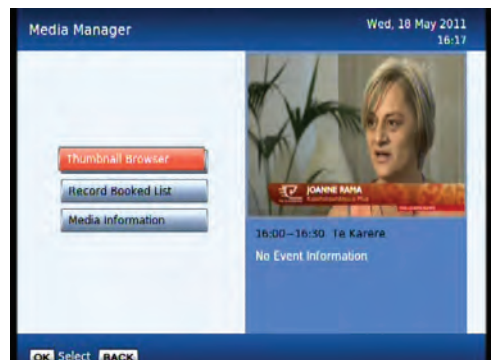 Media Manager
Wed, 18 May 2011
16:17
Thumbnail Browser
Record Booked List
Media Information
JOANNE RAMA
16:00–16:30 Te Karere
No Event Information
OK Select BACK